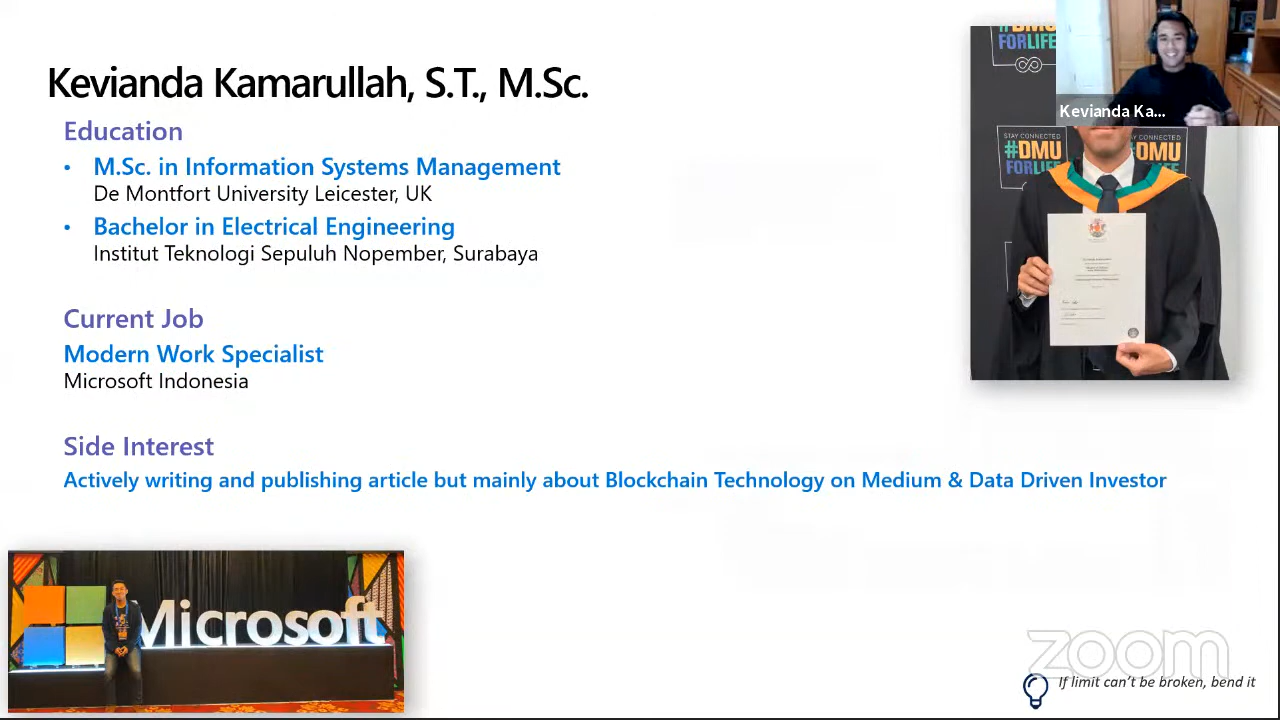 Kevianda Kamarullah, S.T., M.Sc.
Education
• M.Sc. in Information Systems Management
De Montfort University Leicester, UK
• Bachelor in Electrical Engineering
Institut Teknologi Sepuluh Nopember, Surabaya
Current Job
Modern Work Specialist
Microsoft Indonesia
Side Interest
Actively writing and publishing article but mainly about Blockchain Technology on Medium & Data Driven Investor
#DMU
FORLIFE
Kevianda Ka...
STAY CONNECTED
#DMU
FORLIFE
CONNECTED
#DMU
Microsoft
zoom
If limit can't be broken, bend it